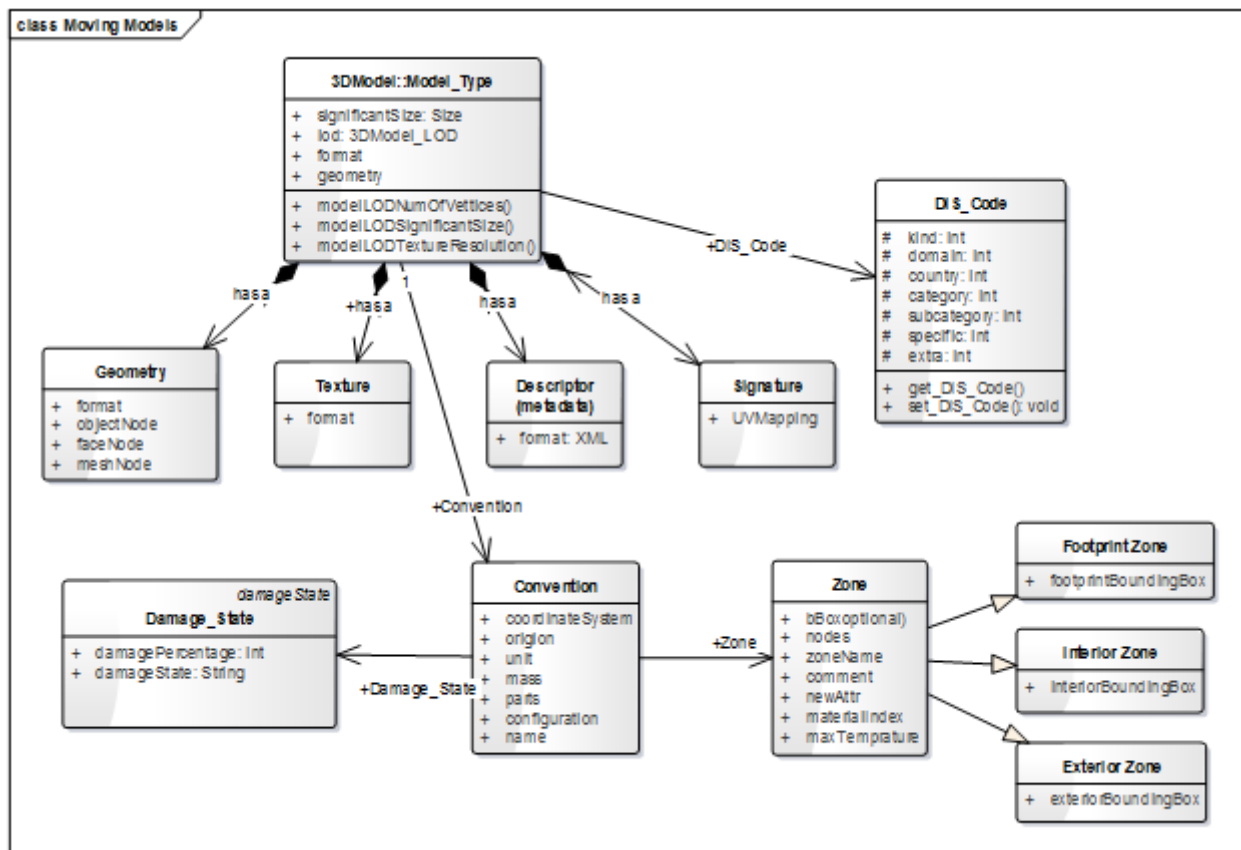 class Moving Models
3DModel::Model_Type
+ significantSize: Size
+ lod: 3DModel_LOD
+ format
+ geometry
+ modelLODNumOfVettices()
+ modelLODSignificantSize()
+ modelLODTextureResolution()
DIS_Code
# kind: Int
# domain: Int
# country: Int
# category: Int
# subcategory: Int
# specific: Int
# extra: Int
+ get_DIS_Code()
+ set_DIS_Code(): void
+DIS_Code
hasa
+hasa
1
hasa
hasa
Geometry
+ format
+ objectNode
+ faceNode
+ meshNode
Texture
+ format
Descriptor
(metadata)
+ format: XML
Signature
+ UVMapping
+Convention
damageState
Damage_State
+ damagePercentage: Int
+ damageState: String
+Damage_State
Convention
+ coordinateSystem
+ origion
+ unit
+ mass
+ parts
+ configuration
+ name
+Zone
Zone
+ bBoxoptional)
+ nodes
+ zoneName
+ comment
+ newAttr
+ materialIndex
+ maxTemprature
Footprint Zone
+ footprintBoundingBox
Interior Zone
+ interiorBoundingBox
Exterior Zone
+ exteriorBoundingBox